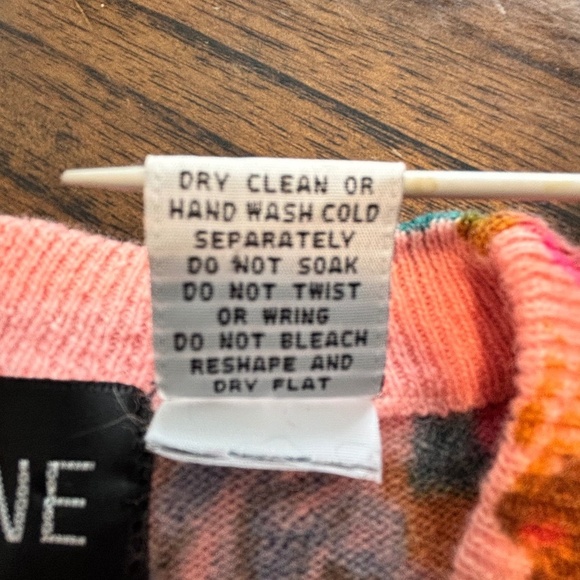 DRY CLEAN OR
HAND WASH COLD
SEPARATELY
DO NOT SOAK
DO NOT TWIST
OR WRING
DO NOT BLEACH
RESHAPE AND
DRY FLAT
NE